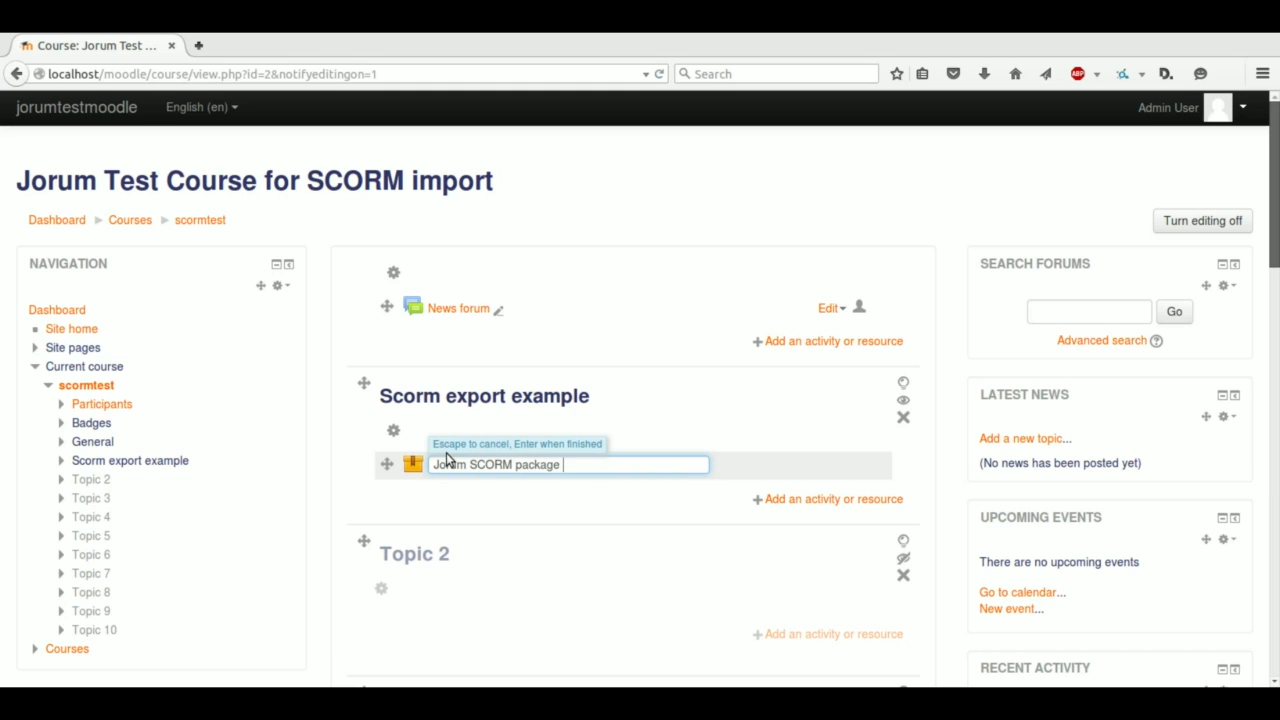 Course: Jorum Test ...
localhost/moodle/course/view.php?id=2&notifyeditingon=1
Search
ABP
D.
jorumtestmoodle
English (en)
Admin User
Jorum Test Course for SCORM import
Dashboard
Courses
scormtest
Turn editing off
NAVIGATION
Dashboard
Site home
Site pages
Current course
scormtest
Participants
Badges
General
Scorm export example
Topic 2
Topic 3
Topic 4
Topic 5
Topic 6
Topic 7
Topic 8
Topic 9
Topic 10
Courses
News forum
Edit
Add an activity or resource
Scorm export example
Escape to cancel, Enter when finished
Jorum SCORM package
Add an activity or resource
Topic 2
Add an activity or resource
SEARCH FORUMS
Go
Advanced search
LATEST NEWS
Add a new topic...
(No news has been posted yet)
UPCOMING EVENTS
There are no upcoming events
Go to calendar...
New event...
RECENT ACTIVITY